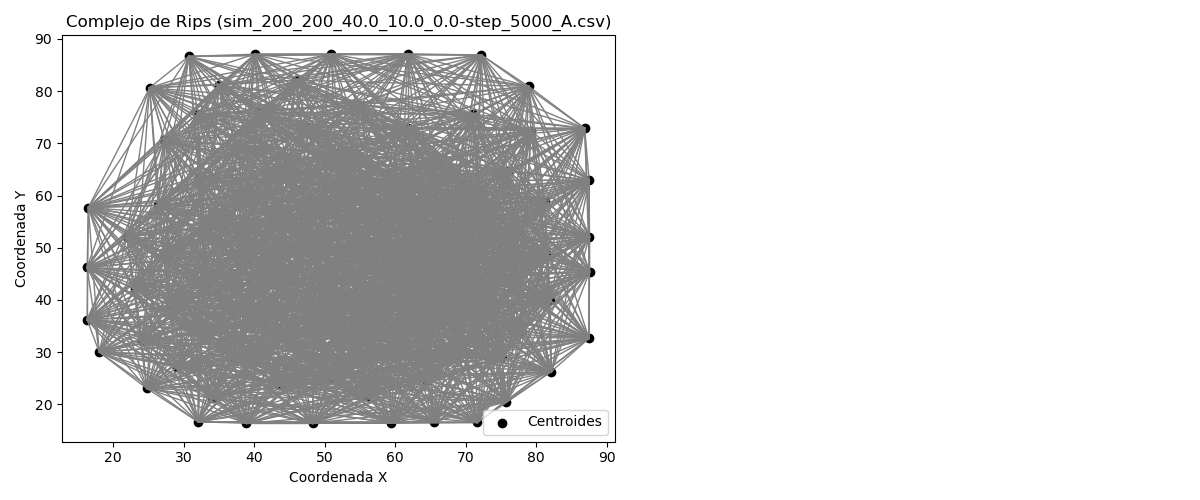 Complejo de Rips (sim_200_200_40.0_10.0_0.0-step_5000_A.csv)
90
80
70
60
50
40
30
20
Coordenada Y
Centroides
20 30 40 50 60 70 80 90
Coordenada X